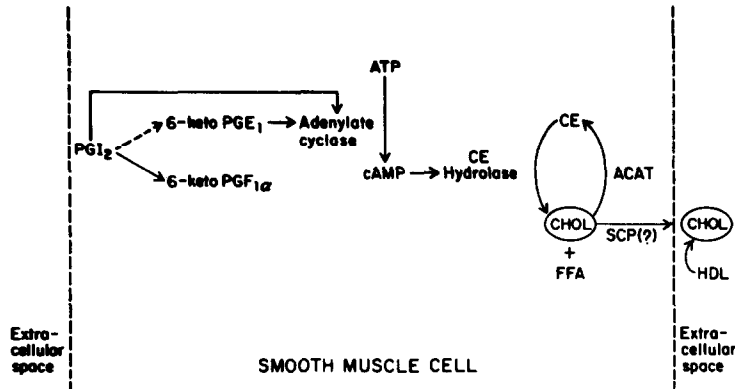 ATP
6-keto PGE₁
Adenylate
cyclase
PGI₂
6-keto PGF₁α
cAMP
CE
Hydrolase
CE
ACAT
CHOL
+
FFA
SCP(?)
CHOL
HDL
Extra-
cellular
space
SMOOTH MUSCLE CELL
Extra-
cellular
space